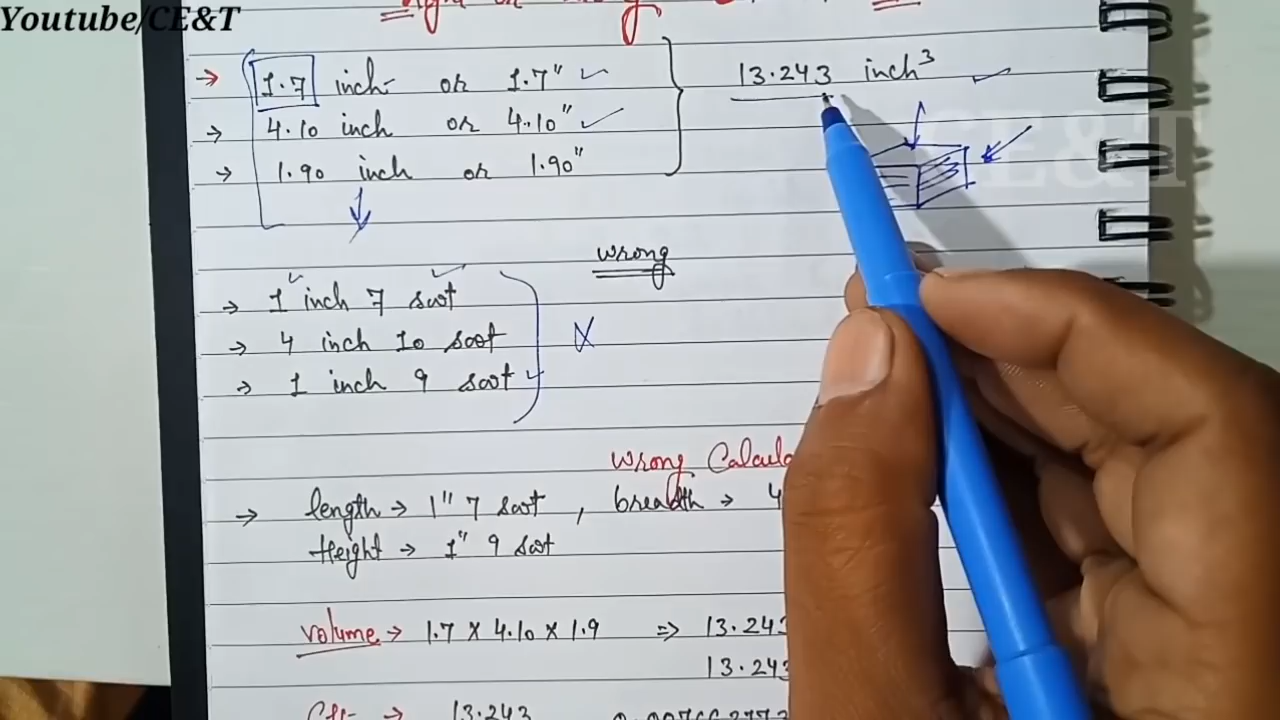 Youtube/CE&T
→ 1.7 inch or 1.7" ✓
13.243 inch³ ✓
→ 4.10 inch or 4.10" ✓
→ 1.90 inch or 1.90"
CE&T
wrong
→ 1 inch 7 soot
→ 4 inch 10 soot
→ 1 inch 9 soot
Wrong
→ length → 1" 7 soot , breadth → 4
Height → 1" 9 soot
volume → 1.7 X 4.10 X 1.9 => 13.243
13.243
13.243